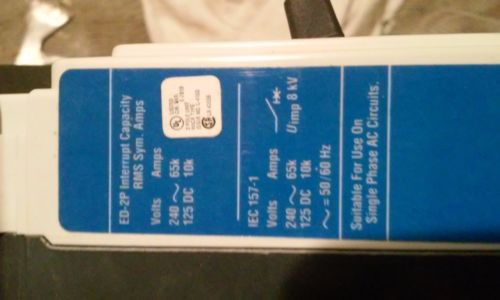 ED-2P Interrupt Capacity
RMS Sym. Amps
Volts Amps
240 ~ 65k
125 DC 10k
LISTED
IEC 157-1
Volts Amps
240 ~ 65k
125 DC 10k
~ = 50/60 Hz
Uimp 8 kV
Suitable For Use On
Single Phase AC Circuits.